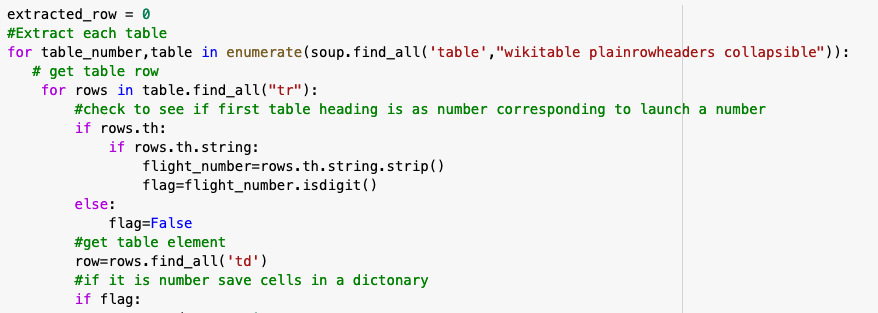 extracted_row = 0
#Extract each table
for table_number,table in enumerate(soup.find_all('table',"wikitable plainrowheaders collapsible")):
   # get table row
    for rows in table.find_all("tr"):
        #check to see if first table heading is as number corresponding to launch a number
        if rows.th:
            if rows.th.string:
                flight_number=rows.th.string.strip()
                flag=flight_number.isdigit()
        else:
            flag=False
        #get table element
        row=rows.find_all('td')
        #if it is number save cells in a dictonary
        if flag: